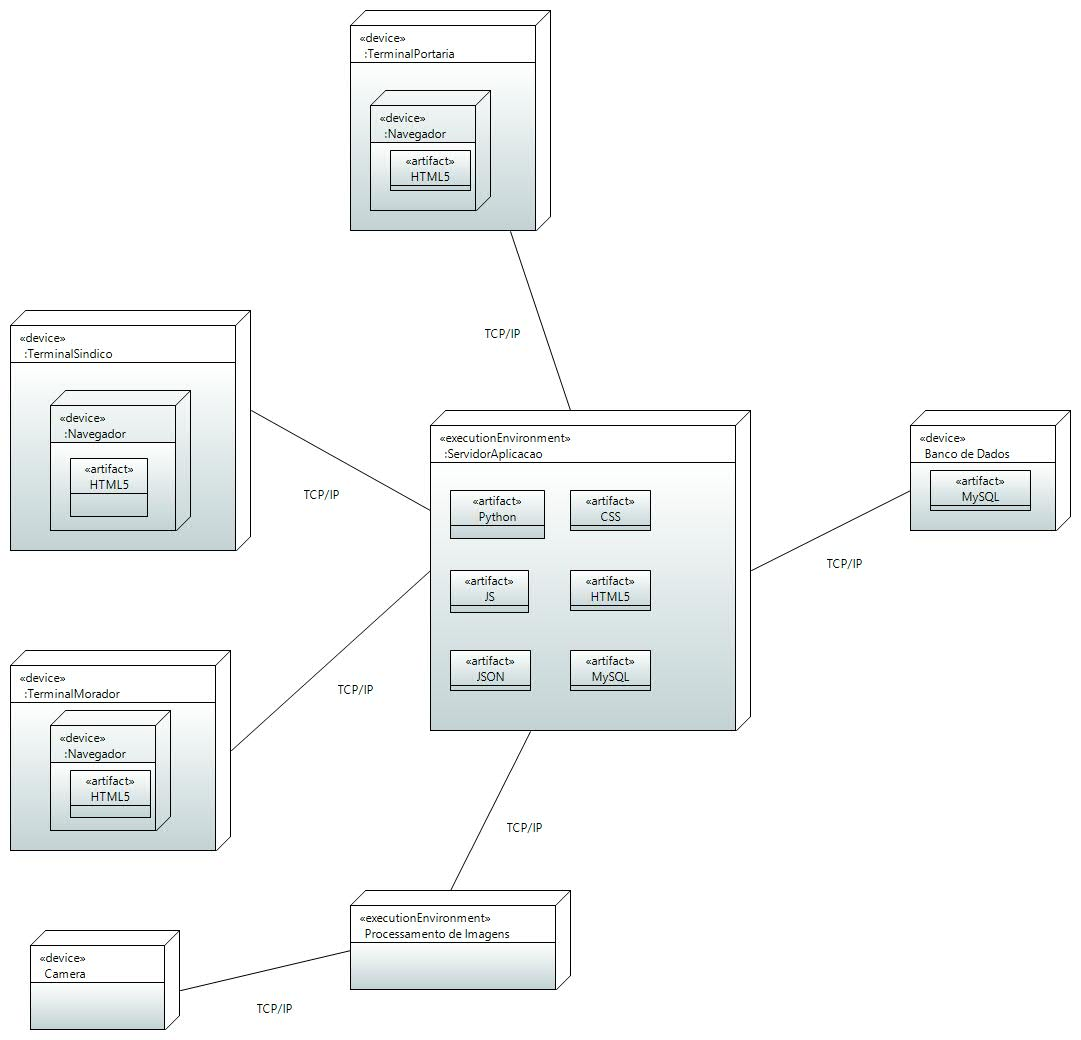 «device»
:TerminalPortaria
«device»
:Navegador
«artifact»
HTML5
TCP/IP
«device»
:TerminalSindico
«device»
:Navegador
«artifact»
HTML5
TCP/IP
«executionEnvironment»
:ServidorAplicacao
«artifact»
Python
«artifact»
CSS
«artifact»
JS
«artifact»
HTML5
«artifact»
JSON
«artifact»
MySQL
«device»
Banco de Dados
«artifact»
MySQL
TCP/IP
«device»
:TerminalMorador
«device»
:Navegador
«artifact»
HTML5
TCP/IP
TCP/IP
«executionEnvironment»
Processamento de Imagens
«device»
Camera
TCP/IP